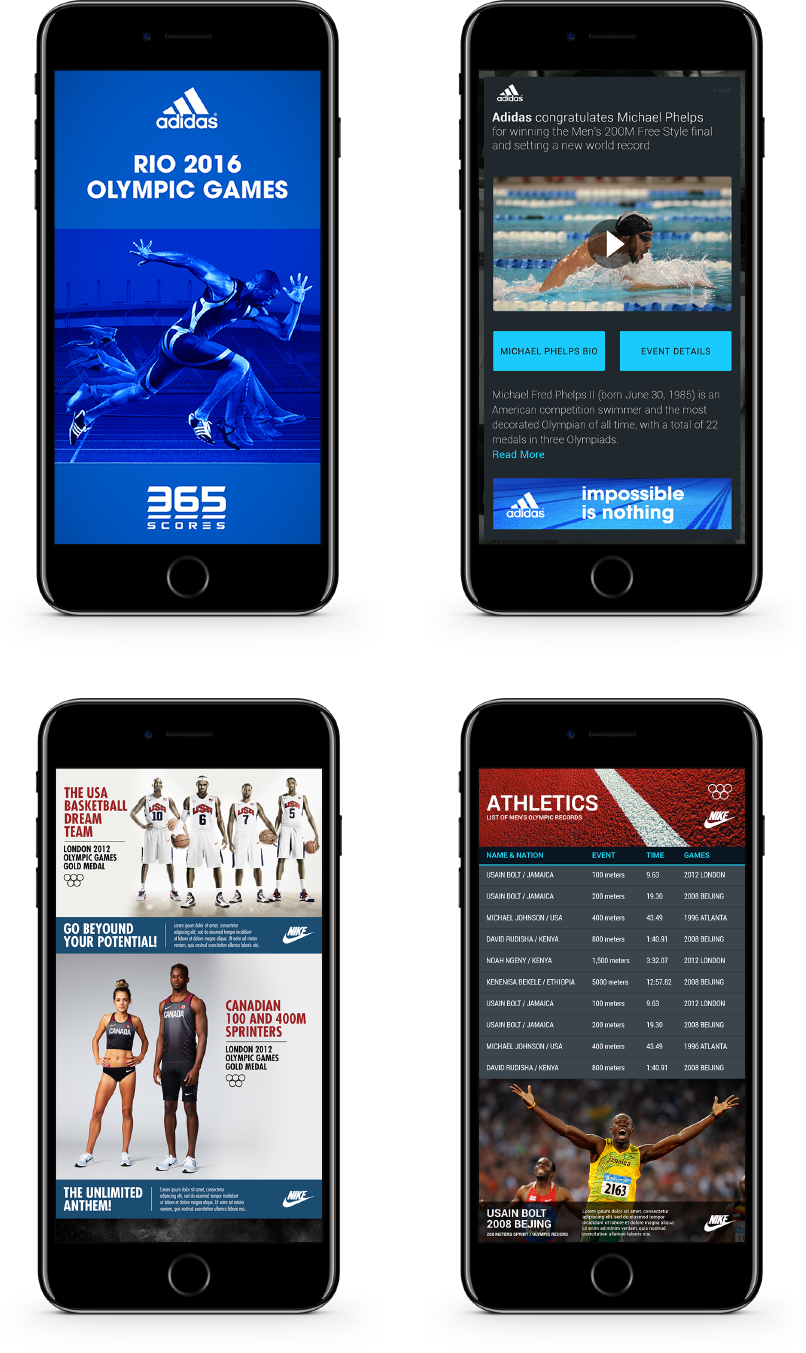 adidas
RIO 2016
OLYMPIC GAMES
365
SCORES
adidas
CLOSE
Adidas congratulates Michael Phelps
for winning the Men's 200M Free Style final
and setting a new world record
MICHAEL PHELPS BIO
EVENT DETAILS
Michael Fred Phelps II (born June 30, 1985) is an
American competition swimmer and the most
decorated Olympian of all time, with a total of 22
medals in three Olympiads.
Read More
adidas
impossible
is nothing
THE USA
BASKETBALL
DREAM
TEAM
LONDON 2012
OLYMPIC GAMES
GOLD MEDAL
USA
10
USA
6
USA
7
USA
5
GO BEYOUND
YOUR POTENTIAL!
Lorem ipsum dolor sit amet, consectetur
adipiscing elit, sed do eiusmod tempor incididunt
ut labore et dolore magna aliqua. Ut enim ad minim
veniam, quis nostrud exercitation ullamco laboris nisi.
NIKE
CANADIAN
100 AND 400M
SPRINTERS
LONDON 2012
OLYMPIC GAMES
GOLD MEDAL
CANADA
CANADA
THE UNLIMITED
ANTHEM!
Lorem ipsum dolor sit amet, consectetur
adipiscing elit, sed do eiusmod tempor incididunt
ut labore et dolore magna aliqua. Ut enim ad minim
veniam, quis nostrud exercitation ullamco laboris nisi.
NIKE
ATHLETICS
LIST OF MEN'S OLYMPIC RECORDS
NIKE
NAME & NATION EVENT TIME GAMES
USAIN BOLT / JAMAICA 100 meters 9.63 2012 LONDON
USAIN BOLT / JAMAICA 200 meters 19.30 2008 BEIJING
MICHAEL JOHNSON / USA 400 meters 43.49 1996 ATLANTA
DAVID RUDISHA / KENYA 800 meters 1:40.91 2008 BEIJING
NOAH NGENY / KENYA 1,500 meters 3:32.07 2012 LONDON
KENENISA BEKELE / ETHIOPIA 5000 meters 12:57.82 2008 BEIJING
USAIN BOLT / JAMAICA 100 meters 9.63 2012 LONDON
USAIN BOLT / JAMAICA 200 meters 19.30 2008 BEIJING
MICHAEL JOHNSON / USA 400 meters 43.49 1996 ATLANTA
DAVID RUDISHA / KENYA 800 meters 1:40.91 2008 BEIJING
Jamaica
2163
USAIN BOLT
2008 BEJING
200 METERS SPRINT / OLYMPIC RECORD
Lorem ipsum dolor sit amet, consectetur
adipiscing elit, sed do eiusmod tempor
incididunt ut labore et dolore magna aliqua.
Ut enim ad minim veniam, quis nostrud
exercitation ullamco laboris nisi.
NIKE